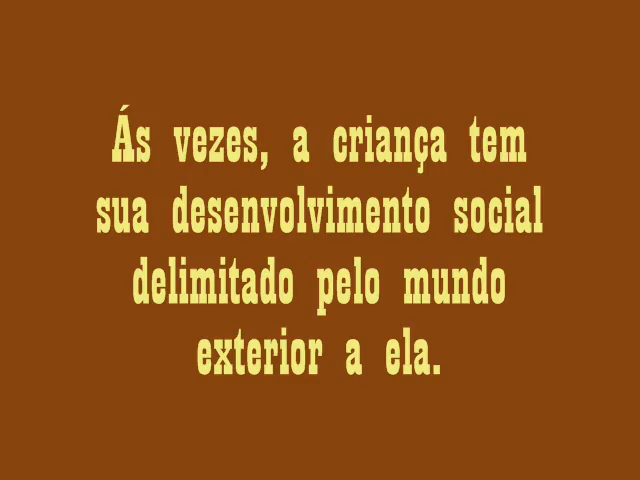 Ás vezes, a criança tem
sua desenvolvimento social
delimitado pelo mundo
exterior a ela.